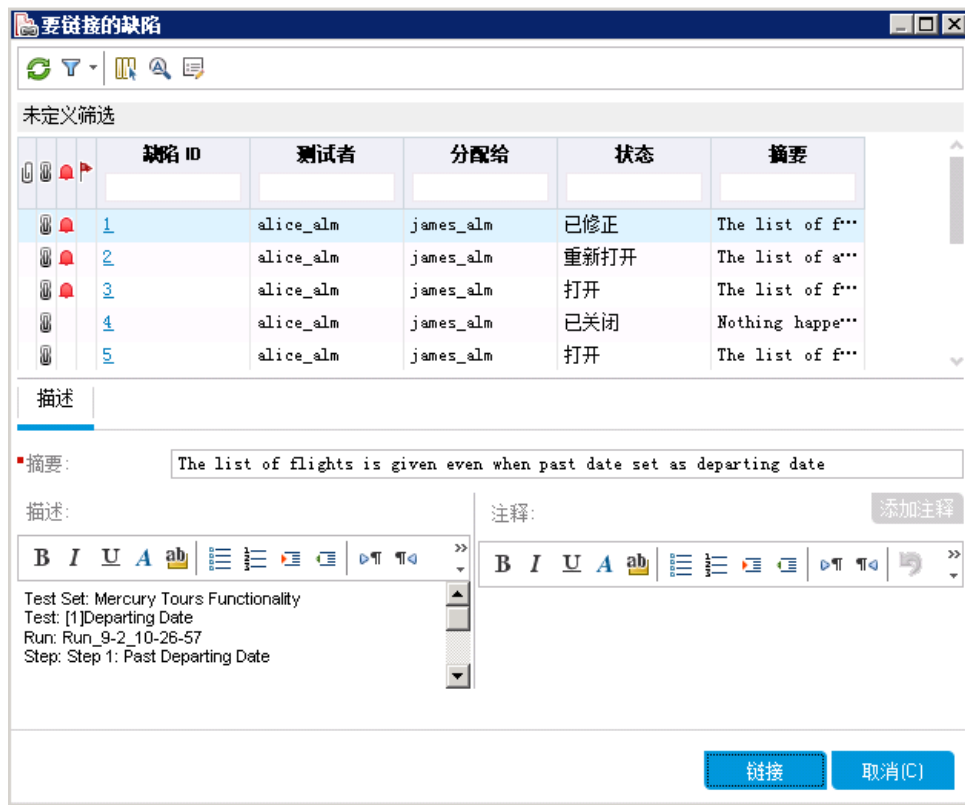 要链接的缺陷
未定义筛选
缺陷 ID 测试者 分配给 状态 摘要
1 alice_alm james_alm 已修正 The list of f...
2 alice_alm james_alm 重新打开 The list of a...
3 alice_alm james_alm 打开 The list of f...
4 alice_alm james_alm 已关闭 Nothing happe...
5 alice_alm james_alm 打开 The list of f...
描述
摘要: The list of flights is given even when past date set as departing date
描述: 注释: 添加注释
B I U A ab B I U A ab
Test Set: Mercury Tours Functionality
Test: [1]Departing Date
Run: Run_9-2_10-26-57
Step: Step 1: Past Departing Date
链接 取消(C)